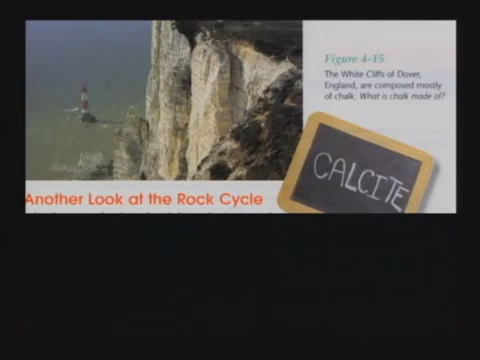 Figure 4-15
The White Cliffs of Dover,
England, are composed mostly
of chalk. What is chalk made of?
CALCITE
Another Look at the Rock Cycle